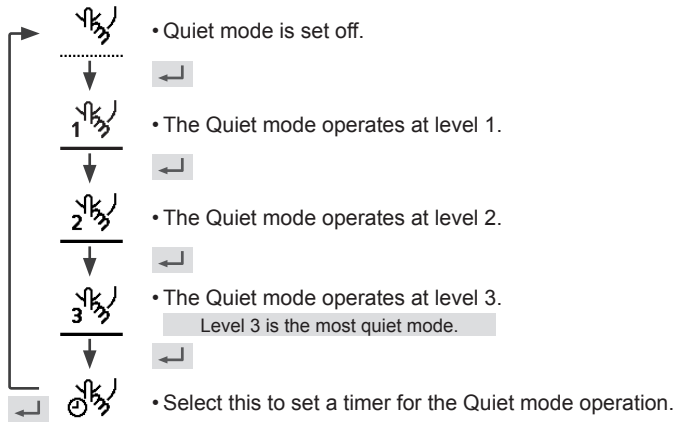 • Quiet mode is set off.
1
• The Quiet mode operates at level 1.
2
• The Quiet mode operates at level 2.
3
• The Quiet mode operates at level 3.
Level 3 is the most quiet mode.
• Select this to set a timer for the Quiet mode operation.